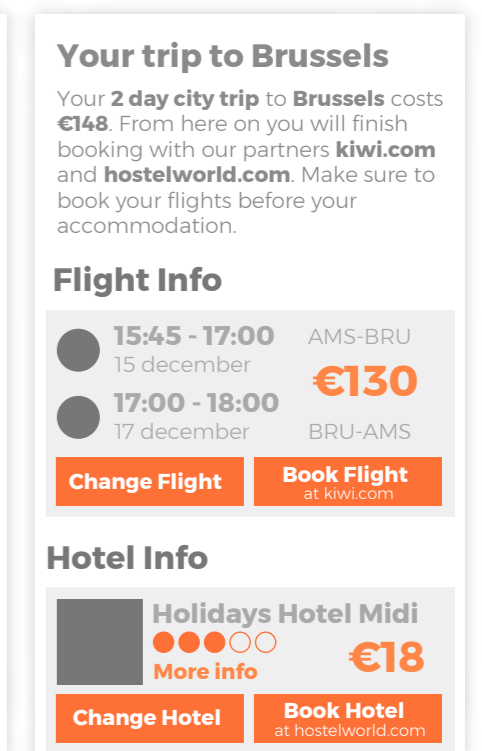 Your trip to Brussels
Your 2 day city trip to Brussels costs
€148. From here on you will finish
booking with our partners kiwi.com
and hostelworld.com. Make sure to
book your flights before your
accommodation.
Flight Info
15:45 - 17:00 AMS-BRU
15 december
€130
17:00 - 18:00
17 december BRU-AMS
Change Flight
Book Flight
at kiwi.com
Hotel Info
Holidays Hotel Midi
€18
More info
Change Hotel
Book Hotel
at hostelworld.com